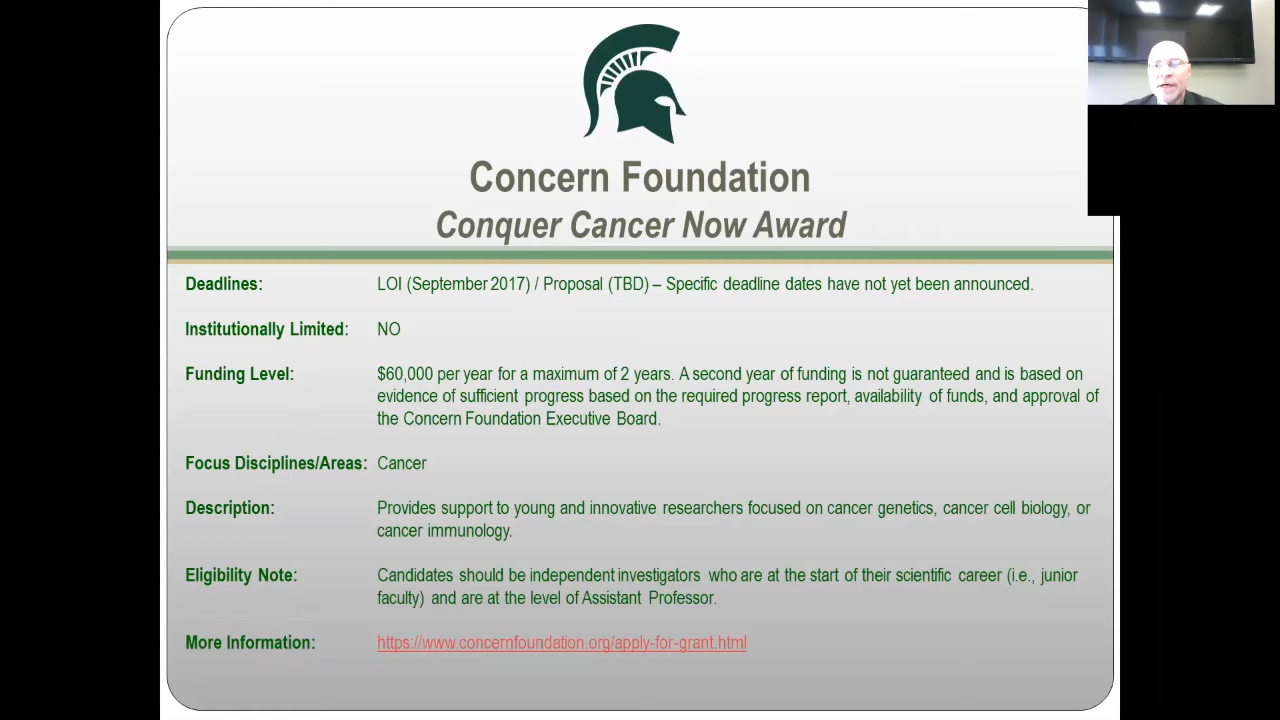 Concern Foundation
Conquer Cancer Now Award
Deadlines: LOI (September 2017) / Proposal (TBD) – Specific deadline dates have not yet been announced.
Institutionally Limited: NO
Funding Level: $60,000 per year for a maximum of 2 years. A second year of funding is not guaranteed and is based on
evidence of sufficient progress based on the required progress report, availability of funds, and approval of
the Concern Foundation Executive Board.
Focus Disciplines/Areas: Cancer
Description: Provides support to young and innovative researchers focused on cancer genetics, cancer cell biology, or
cancer immunology.
Eligibility Note: Candidates should be independent investigators who are at the start of their scientific career (i.e., junior
faculty) and are at the level of Assistant Professor.
More Information: https://www.concernfoundation.org/apply-for-grant.html